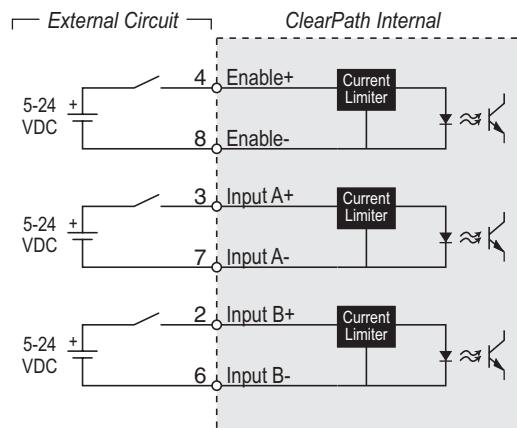 External Circuit
ClearPath Internal
4 Enable+
Current
Limiter
5-24
VDC
+
8 Enable-
3 Input A+
Current
Limiter
5-24
VDC
+
7 Input A-
2 Input B+
Current
Limiter
5-24
VDC
+
6 Input B-